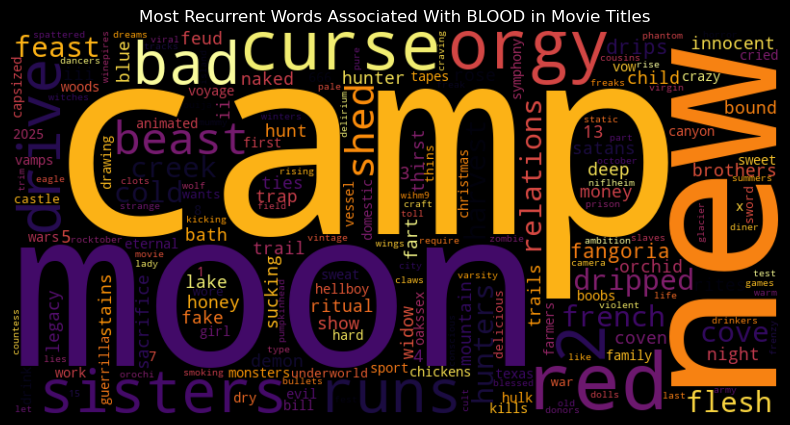 Most Recurrent Words Associated With BLOOD in Movie Titles
spattered dreams viral feud curse orgy phantom cousins rise
dancers winepires blue bad craving drips innocent
feast naked hunter tapes symphony vow child crazy cried
capsized woods voyage ii pure freaks virgin
drive beast animated hunt shed delirium static october part
2025 drawing first pale winters 13 canyon bound
vamps camp new
creek cold rising thirst 3 relations satans deep sweet
trim eagle clots wolf ties vessel thins niflheim brothers summers
castle strange wants trap domestic christmas money prison x
field toll wihm9 craft sword diner
wars 5 rocktober kicking bath vintage wings require zombie fangoria ambition slaves glacier
eternal trail fart camera
movie lady moon city orchid test games
legacy 1 sweat claws varsity trails dripped boobs violent life warm
lake hellboy pumpkinhead
countess honey ritual widow oakssex delicious french 2 drinkers
guerrilla stains fake show sucking mountain farmers cove
sacrifice girl hard 4 hunters coven night
lies 7 demon type chickens texas family like
work monsters underworld sport blessed red war last
smoking bullets dolls
let is orochi sisters dry evil bill runs hulk kills cult old donors army flesh